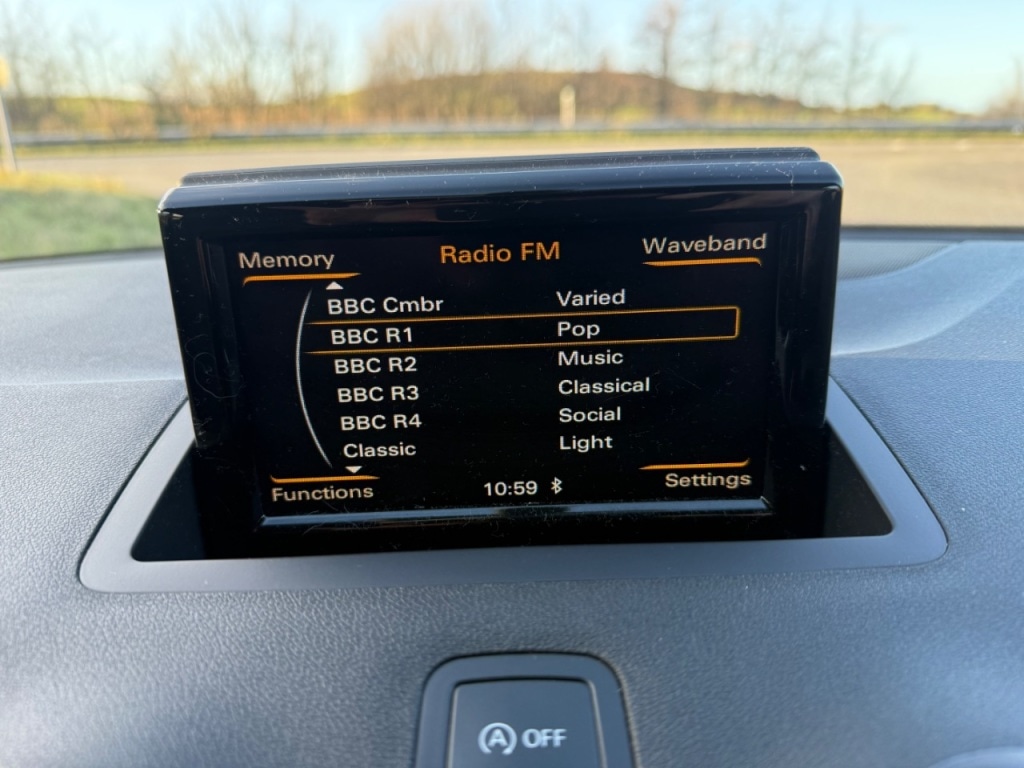 Memory Radio FM Waveband
BBC Cmbr Varied
BBC R1 Pop
BBC R2 Music
BBC R3 Classical
BBC R4 Social
Classic Light
Functions 10:59 Settings
A OFF